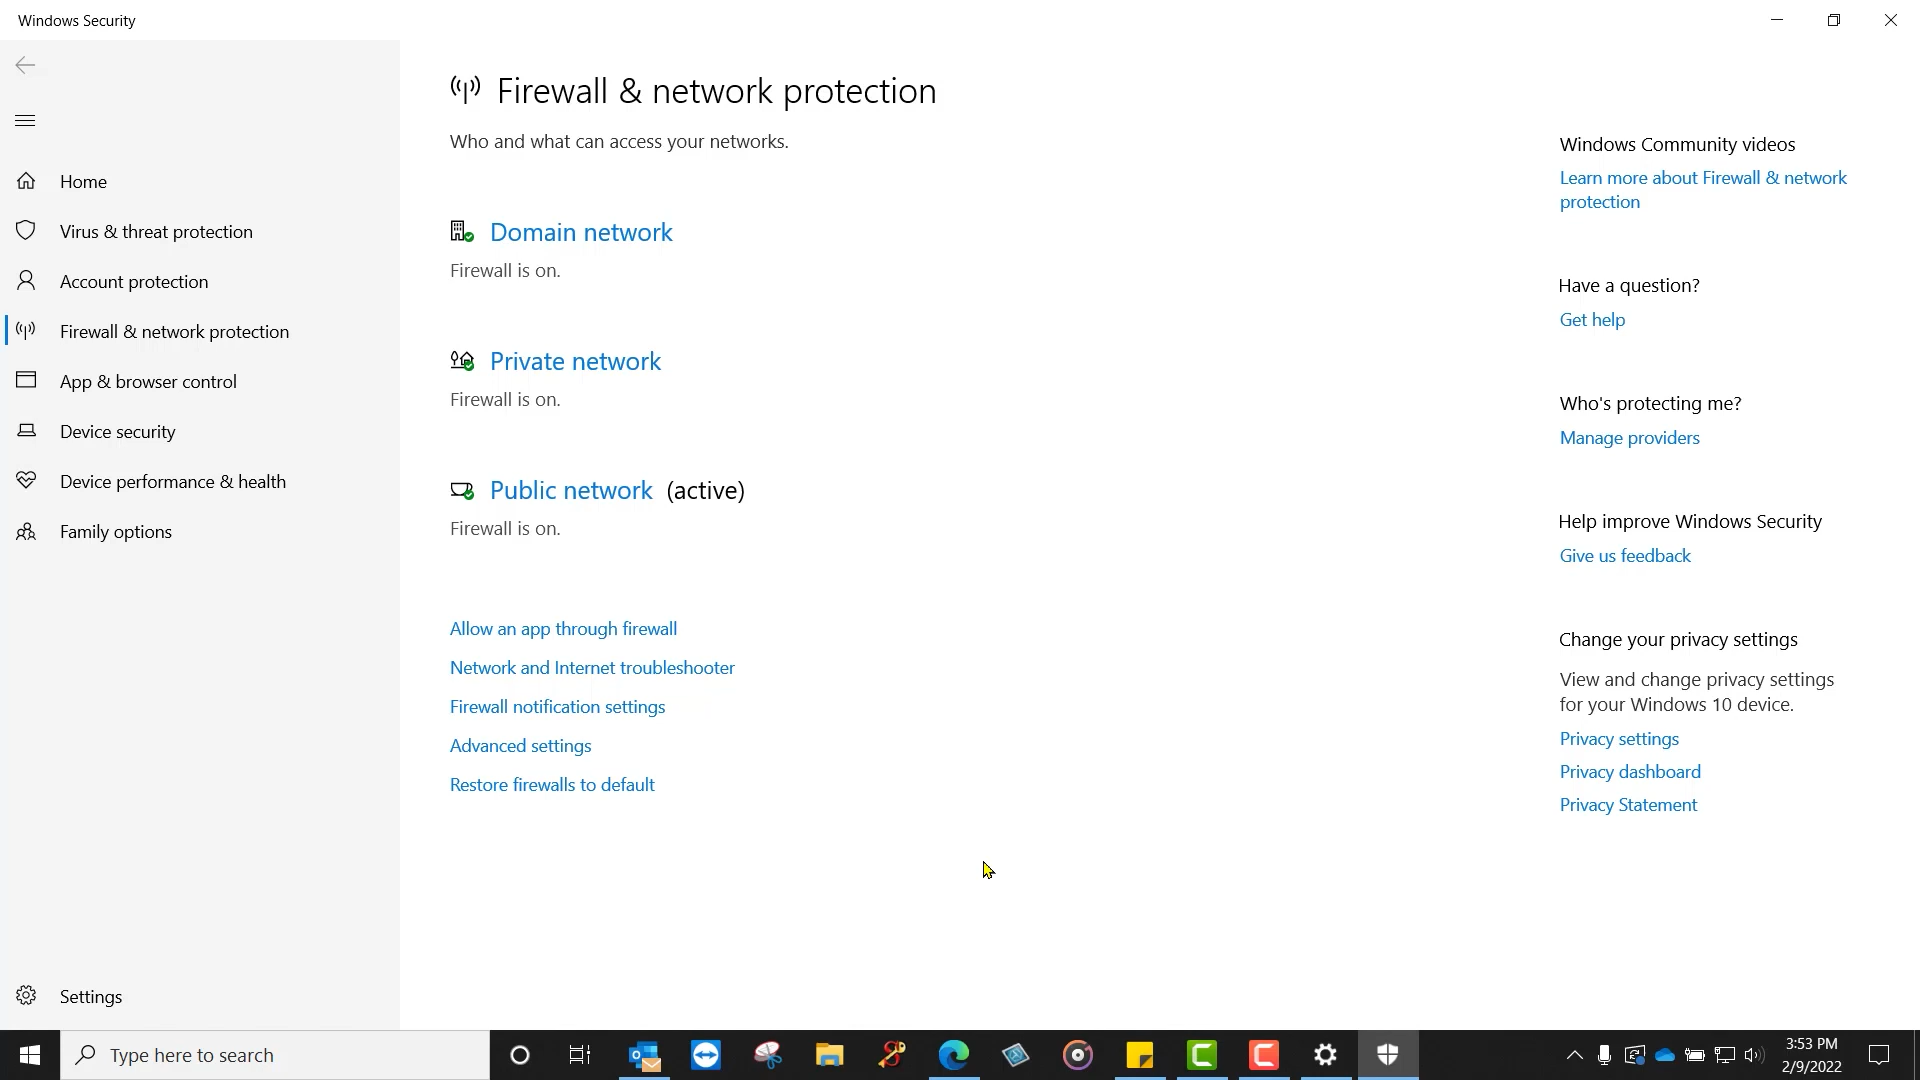 Windows Security
Home
Virus & threat protection
Account protection
Firewall & network protection
App & browser control
Device security
Device performance & health
Family options
Settings
Firewall & network protection
Who and what can access your networks.
Domain network
Firewall is on.
Private network
Firewall is on.
Public network (active)
Firewall is on.
Allow an app through firewall
Network and Internet troubleshooter
Firewall notification settings
Advanced settings
Restore firewalls to default
Windows Community videos
Learn more about Firewall & network
protection
Have a question?
Get help
Who's protecting me?
Manage providers
Help improve Windows Security
Give us feedback
Change your privacy settings
View and change privacy settings
for your Windows 10 device.
Privacy settings
Privacy dashboard
Privacy Statement
Type here to search
3:53 PM
2/9/2022